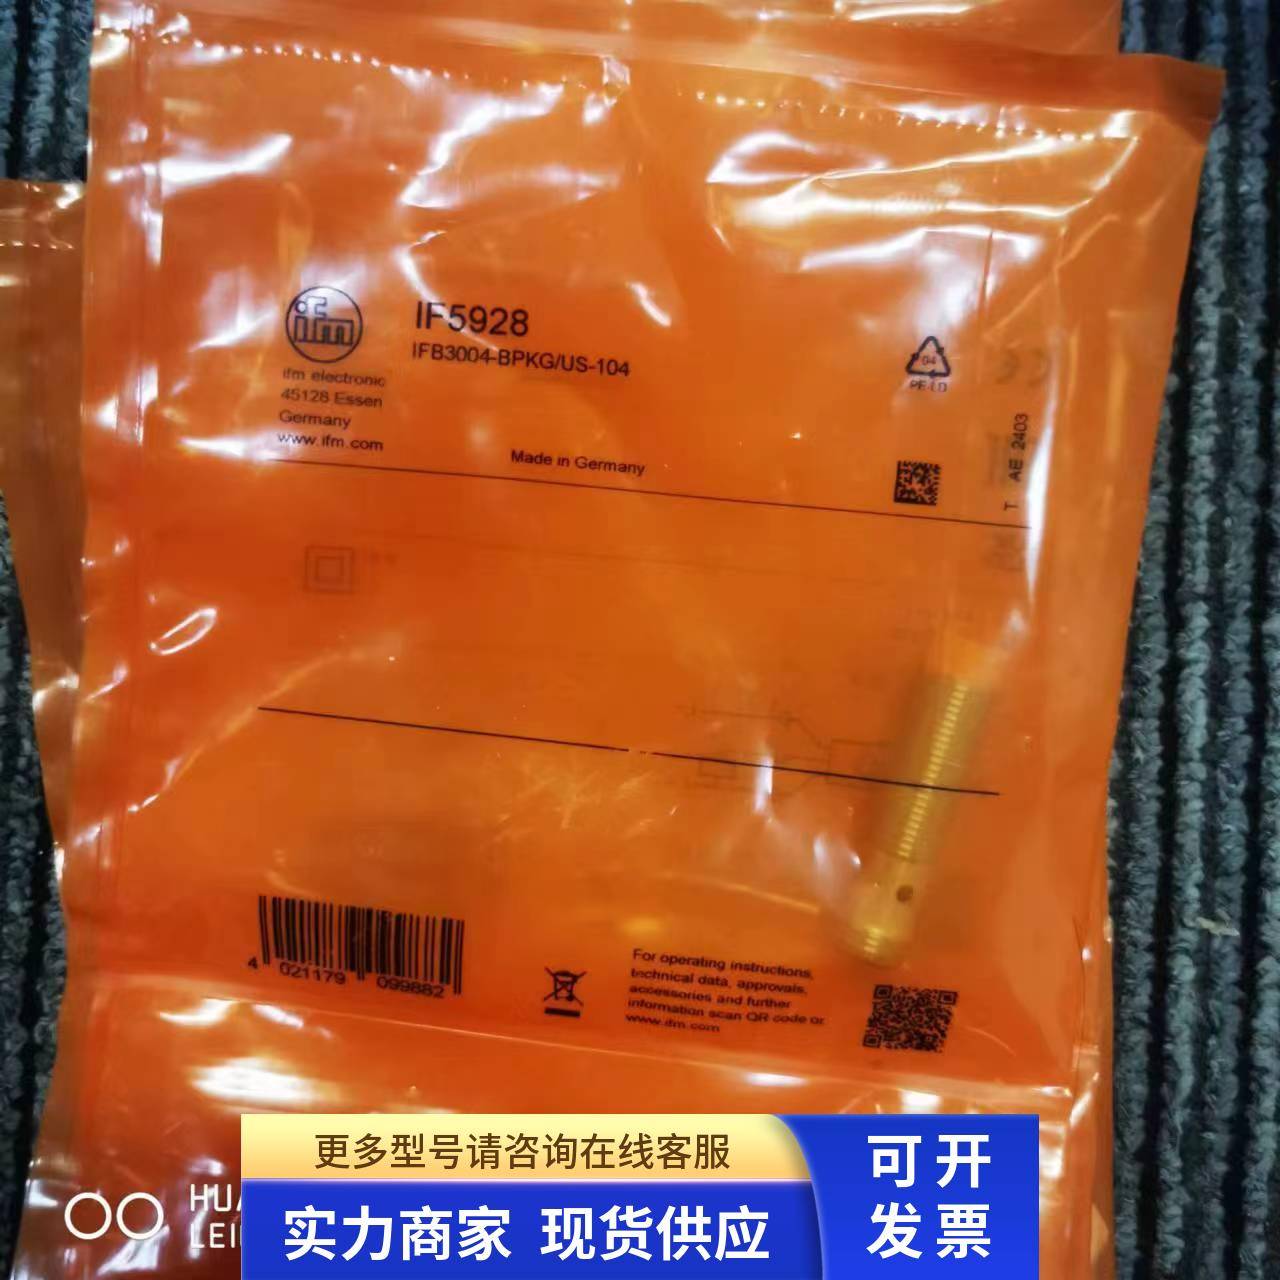 ifm
IF5928
IFB3004-BPKG/US-104
ifm electronic
45128 Essen
Germany
www.ifm.com
Made in Germany
04
PE-LD
CE
T AE 2403
4 021179 099882
For operating instructions,
technical data, approvals,
accessories and further
information scan QR code or
www.ifm.com
更多型号请咨询在线客服
实力商家 现货供应
可开
发票